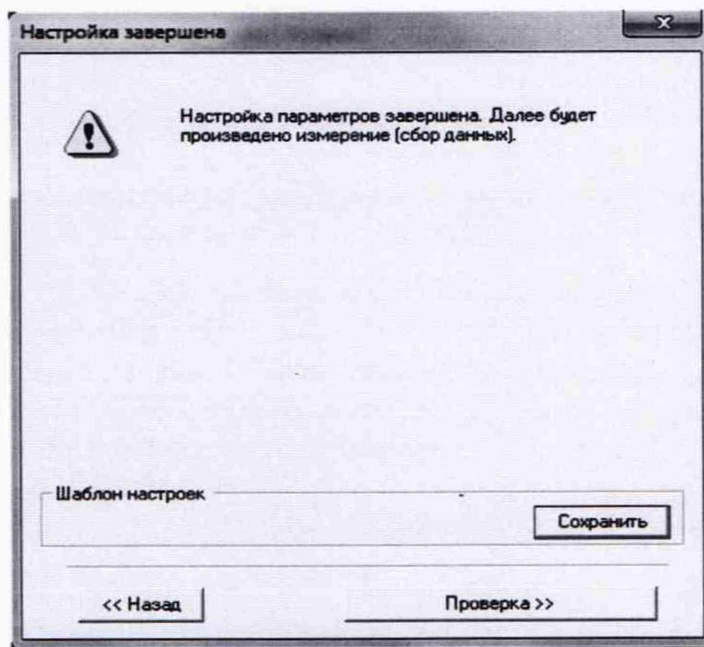 Настройка завершена
Настройка параметров завершена. Далее будет
произведено измерение (сбор данных).
Шаблон настроек
Сохранить
<< Назад
Проверка >>